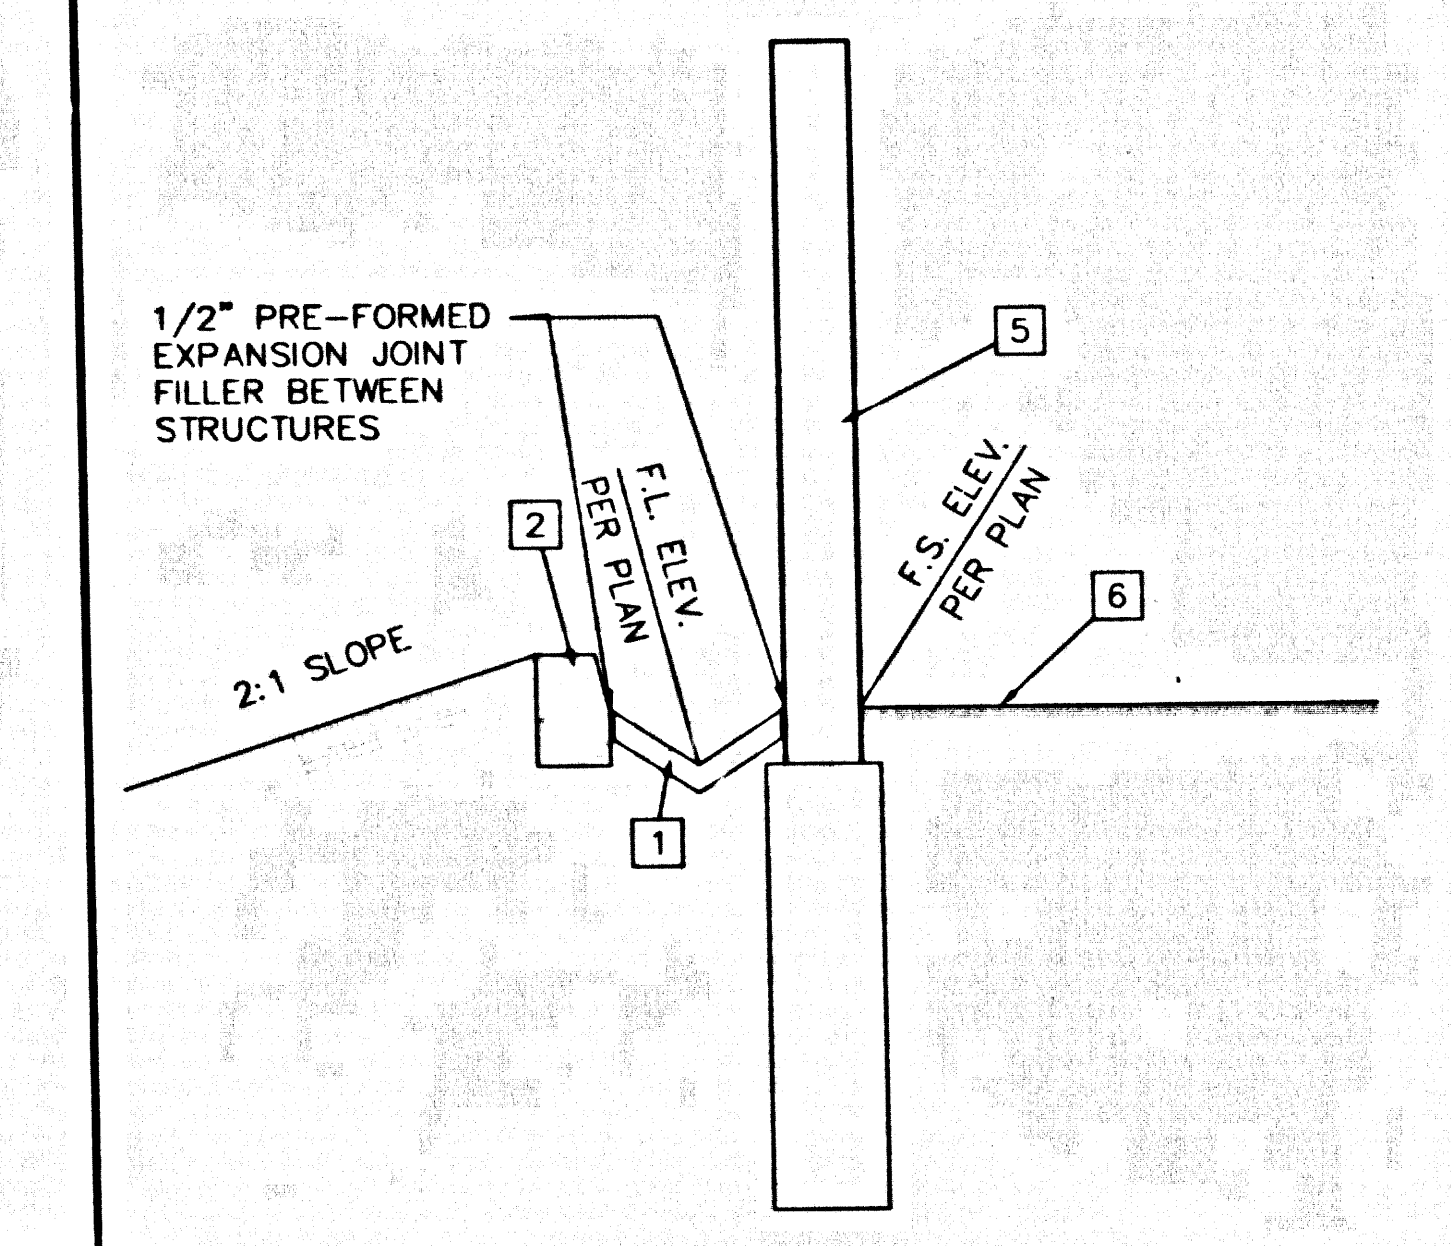 1/2" PRE-FORMED
EXPANSION JOINT
FILLER BETWEEN
STRUCTURES
5
2
F.L. ELEV.
PER PLAN
F.S. ELEV.
PER PLAN
6
2:1 SLOPE
1